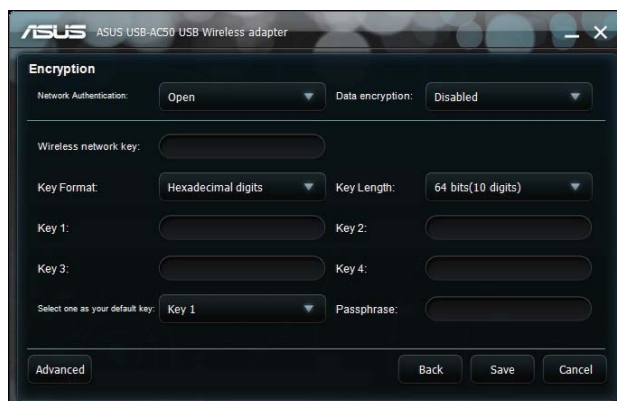 ASUS ASUS USB-AC50 USB Wireless adapter
Encryption
Network Authentication: Open Data encryption: Disabled
Wireless network key:
Key Format: Hexadecimal digits Key Length: 64 bits(10 digits)
Key 1: Key 2:
Key 3: Key 4:
Select one as your default key: Key 1 Passphrase:
Advanced Back Save Cancel